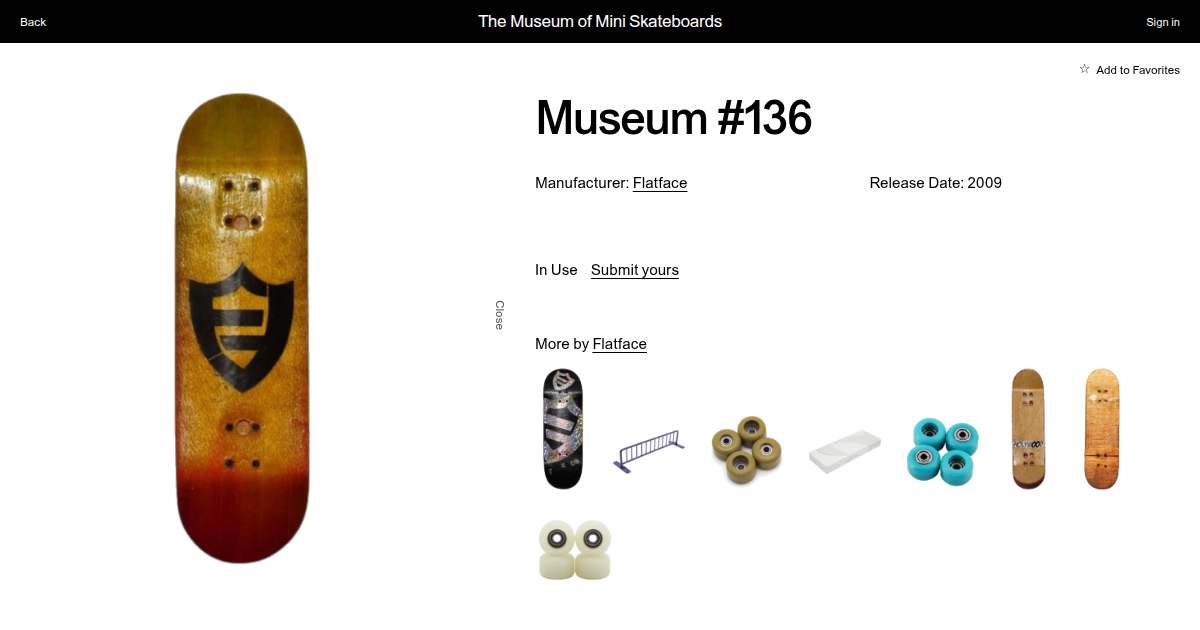 Back
The Museum of Mini Skateboards
Sign in
☆ Add to Favorites
Museum #136
Manufacturer: Flatface
Release Date: 2009
In Use Submit yours
Close
More by Flatface